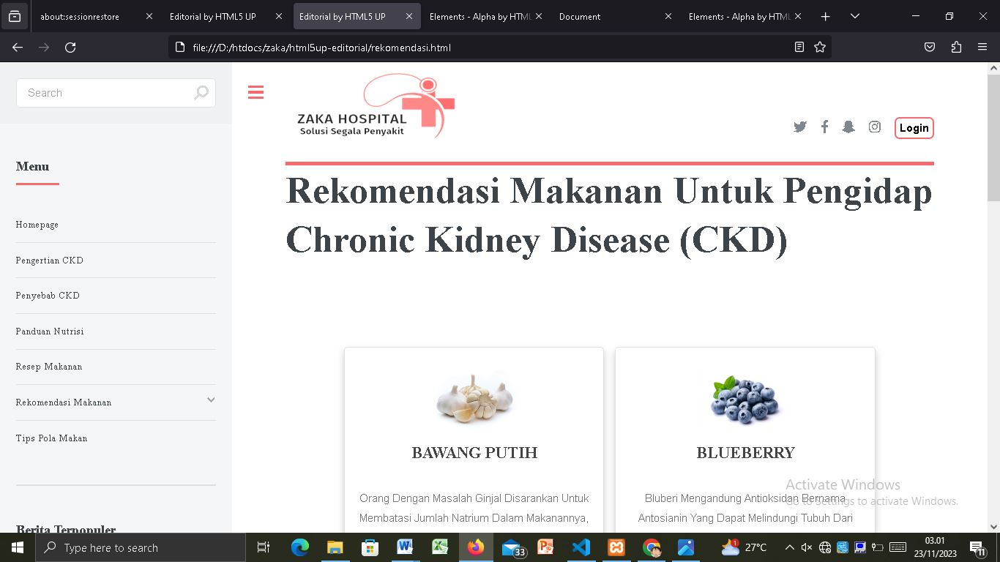 about:sessionrestore
Editorial by HTML5 UP
Editorial by HTML5 UP
Elements - Alpha by HTML
Document
Elements - Alpha by HTML
file:///D:/htdocs/zaka/html5up-editorial/rekomendasi.html
Search
Menu
Homepage
Pengertian CKD
Penyebab CKD
Panduan Nutrisi
Resep Makanan
Rekomendasi Makanan
Tips Pola Makan
Berita Terpopuler
ZAKA HOSPITAL
Solusi Segala Penyakit
Login
Rekomendasi Makanan Untuk Pengidap
Chronic Kidney Disease (CKD)
BAWANG PUTIH
Orang Dengan Masalah Ginjal Disarankan Untuk
Membatasi Jumlah Natrium Dalam Makanannya,
BLUEBERRY
Bluberi Mengandung Antioksidan Bernama
Antosianin Yang Dapat Melindungi Tubuh Dari
Activate Windows
Go to Settings to activate Windows.
Type here to search
33
1
27°C
03.01
23/11/2023
11